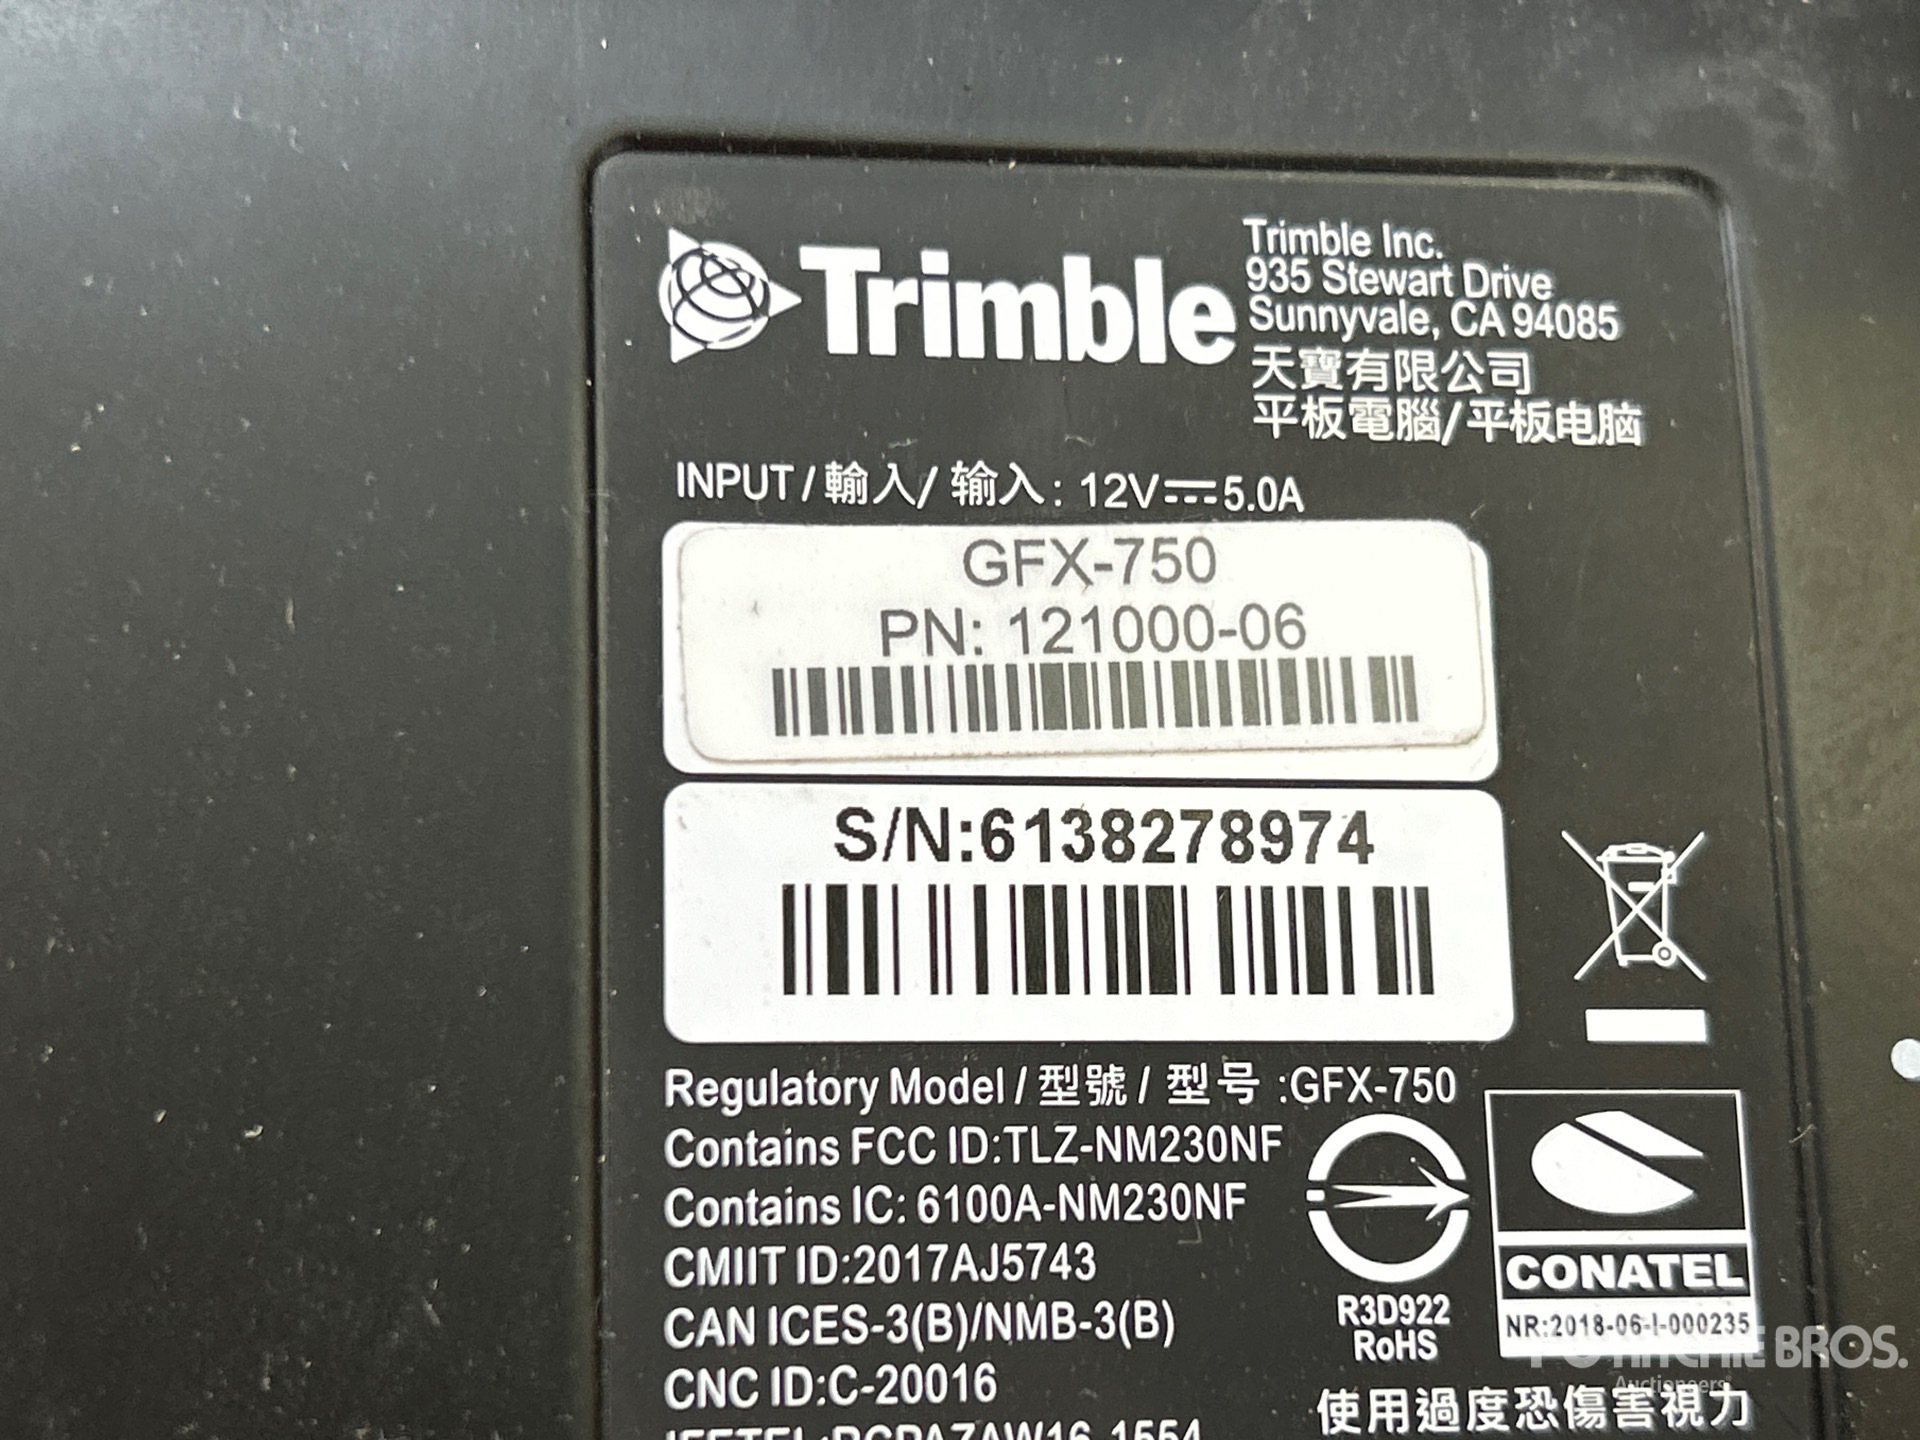 Trimble
Trimble Inc.
935 Stewart Drive
Sunnyvale, CA 94085
天寶有限公司
平板電腦/平板电脑
INPUT / 輸入 / 输入 : 12V⎓5.0A
GFX-750
PN: 121000-06
S/N:6138278974
Regulatory Model / 型號 / 型号 :GFX-750
Contains FCC ID:TLZ-NM230NF
Contains IC: 6100A-NM230NF
CMIIT ID:2017AJ5743
CAN ICES-3(B)/NMB-3(B)
CNC ID:C-20016
R3D922
RoHS
CONATEL
NR:2018-06-I-000235
RITCHIE BROS.
Auctioneers
使用過度恐傷害視力